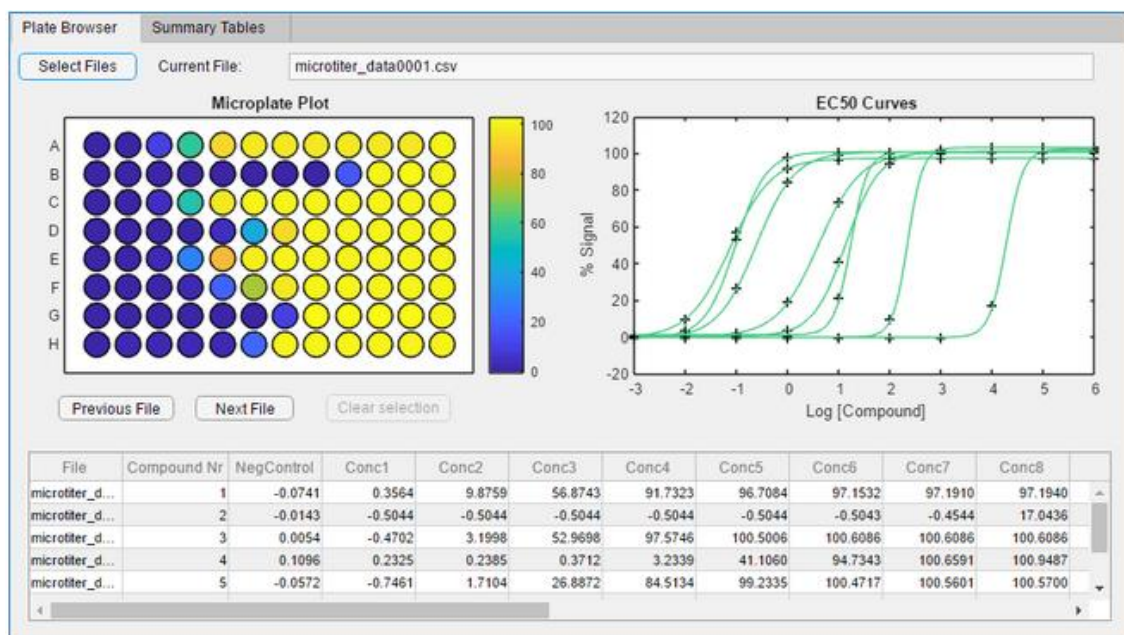 Plate Browser Summary Tables
Select Files Current File: microtiter_data0001.csv
Microplate Plot
A
B
C
D
E
F
G
H
100
80
60
40
20
0
Previous File Next File Clear selection
EC50 Curves
% Signal
120
100
80
60
40
20
0
-20
-3 -2 -1 0 1 2 3 4 5 6
Log [Compound]
File Compound Nr NegControl Conc1 Conc2 Conc3 Conc4 Conc5 Conc6 Conc7 Conc8
microtiter_d... 1 -0.0741 0.3564 9.8759 56.8743 91.7323 96.7084 97.1532 97.1910 97.1940
microtiter_d... 2 -0.0143 -0.5044 -0.5044 -0.5044 -0.5044 -0.5044 -0.5043 -0.4544 17.0436
microtiter_d... 3 0.0054 -0.4702 3.1998 52.9698 97.5746 100.5006 100.6086 100.6086 100.6086
microtiter_d... 4 0.1096 0.2325 0.2385 0.3712 3.2339 41.1060 94.7343 100.6591 100.9487
microtiter_d... 5 -0.0572 -0.7461 1.7104 26.8872 84.5134 99.2335 100.4717 100.5601 100.5700